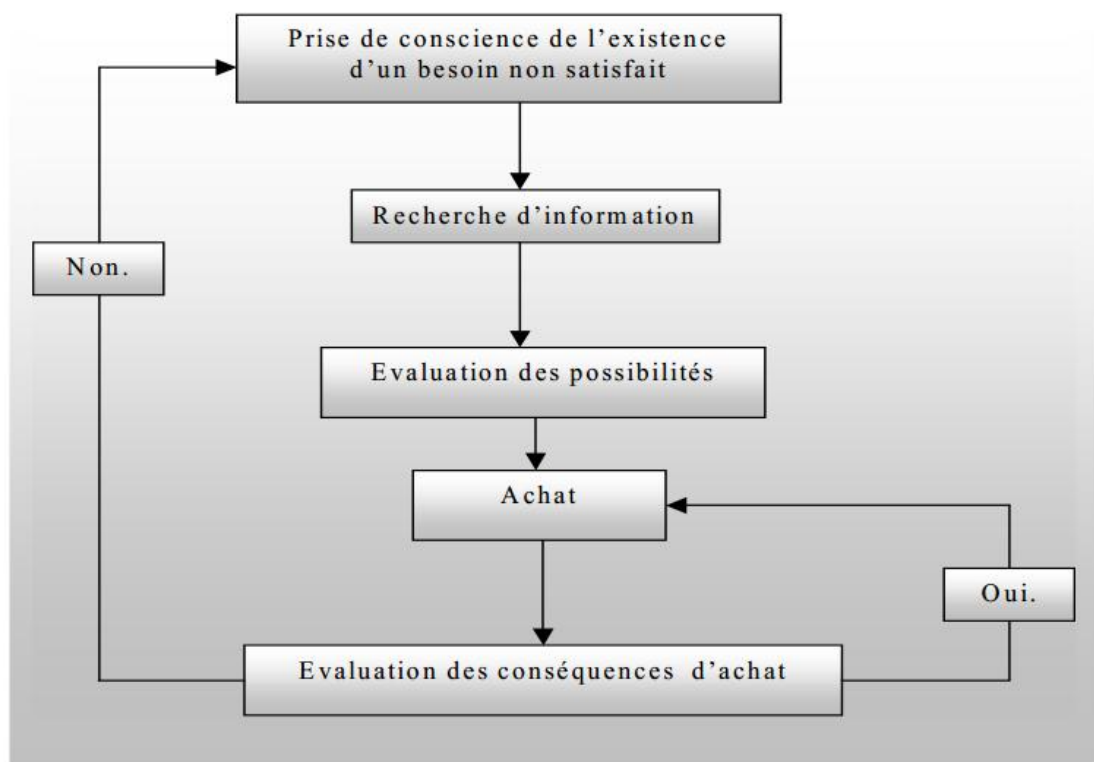 Prise de conscience de l’existence
d’un besoin non satisfait
Recherche d’information
Non.
Evaluation des possibilités
Achat
Oui.
Evaluation des conséquences d’achat